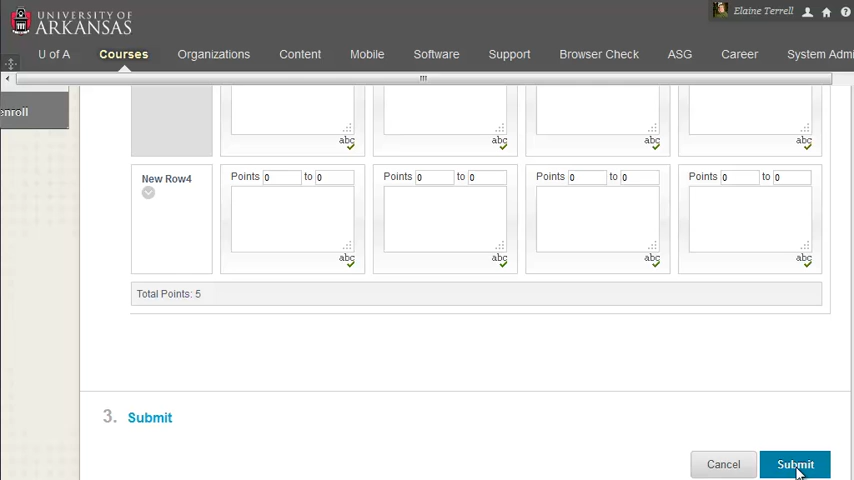 UNIVERSITY OF
ARKANSAS
Elaine Terrell
U of A Courses Organizations Content Mobile Software Support Browser Check ASG Career System Admi
enroll
abc abc abc abc
New Row4
Points 0 to 0 Points 0 to 0 Points 0 to 0 Points 0 to 0
abc abc abc abc
Total Points: 5
3. Submit
Cancel Submit